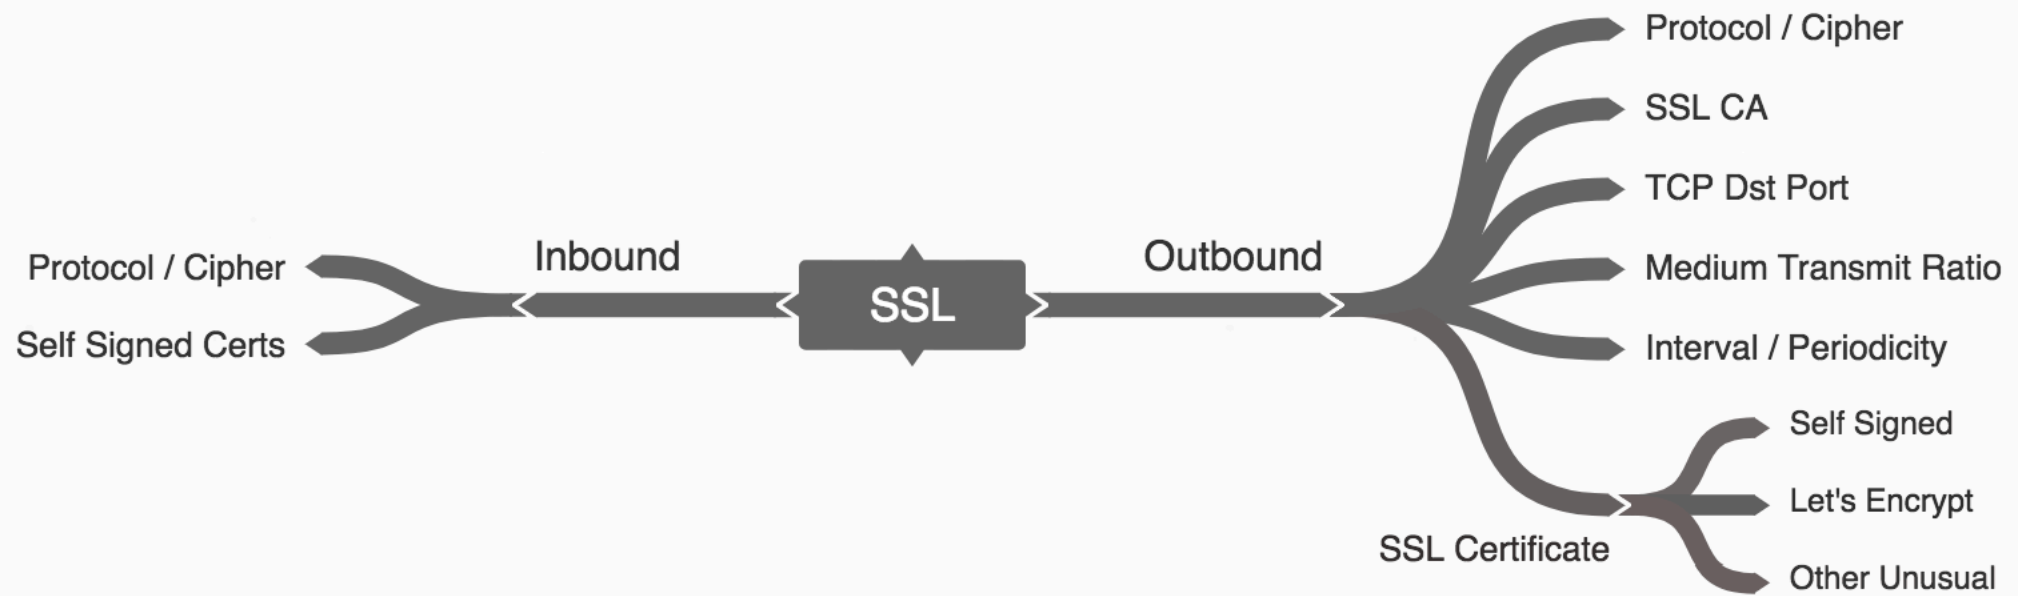 Protocol / Cipher
Self Signed Certs
Inbound
SSL
Outbound
Protocol / Cipher
SSL CA
TCP Dst Port
Medium Transmit Ratio
Interval / Periodicity
SSL Certificate
Self Signed
Let's Encrypt
Other Unusual